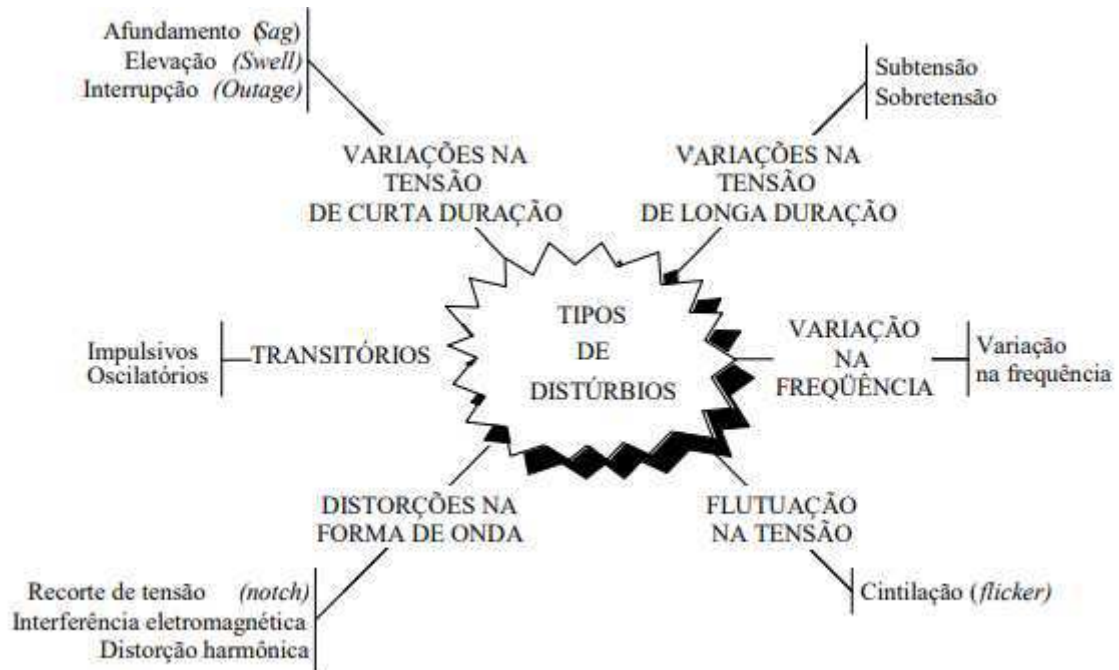 Afundamento (Sag)
Elevação (Swell)
Interrupção (Outage)
VARIAÇÕES NA
TENSÃO
DE CURTA DURAÇÃO
Subtensão
Sobretensão
VARIAÇÕES NA
TENSÃO
DE LONGA DURAÇÃO
TIPOS
DE
DISTÚRBIOS
Impulsivos
Oscilatórios
TRANSITÓRIOS
VARIAÇÃO
NA
FREQÜÊNCIA
Variação
na frequência
DISTORÇÕES NA
FORMA DE ONDA
Recorte de tensão (notch)
Interferência eletromagnética
Distorção harmônica
FLUTUAÇÃO
NA TENSÃO
Cintilação (flicker)